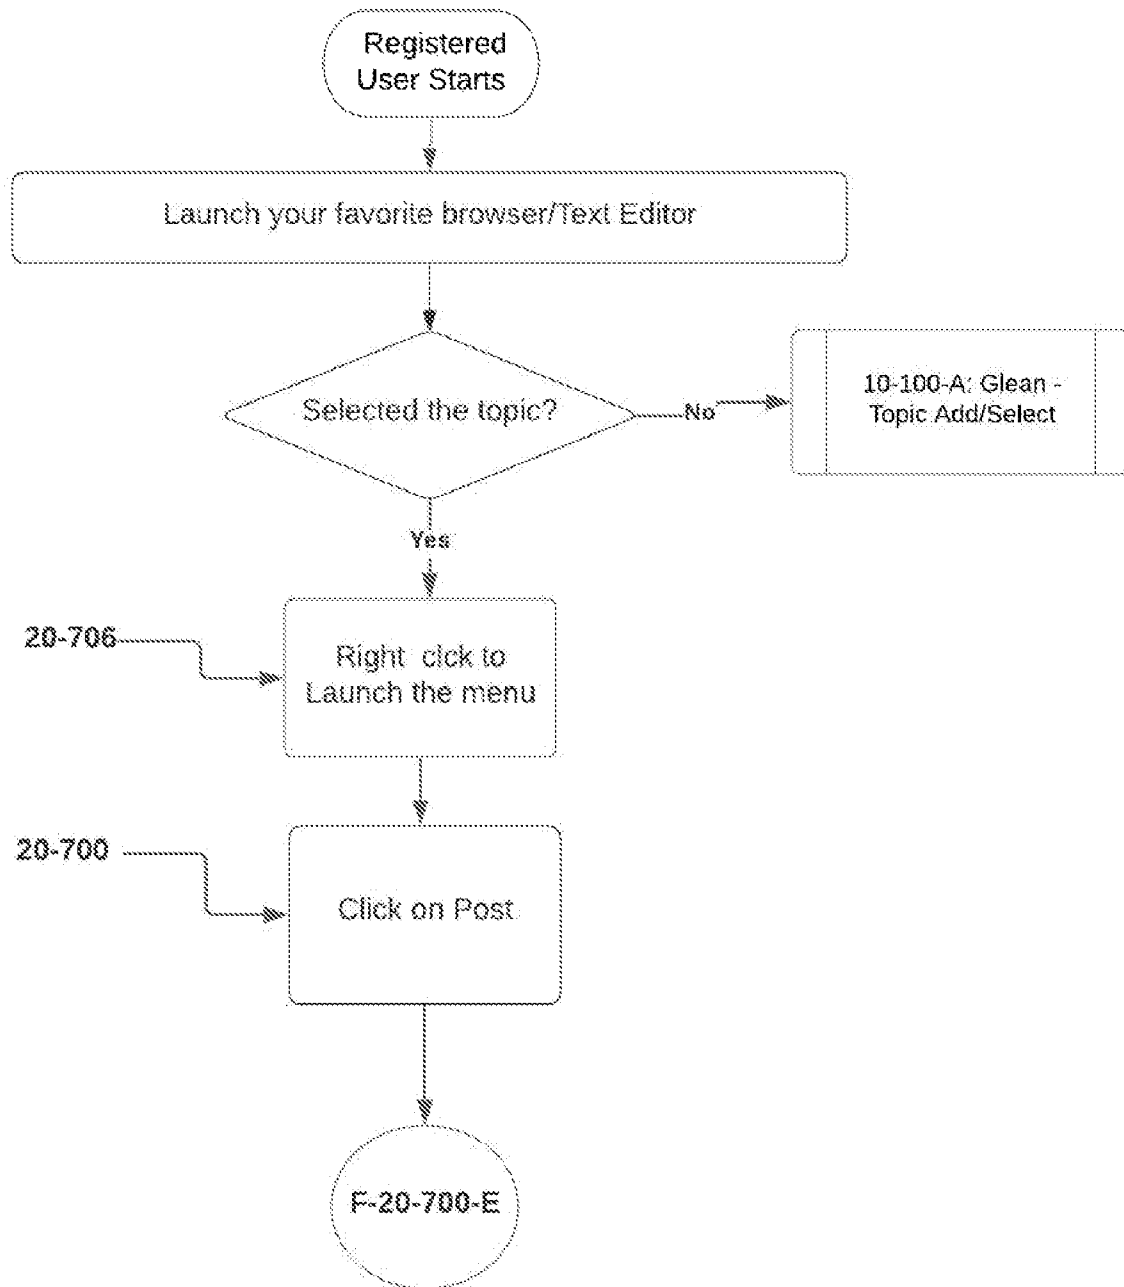 Registered
User Starts
Launch your favorite browser/Text Editor
Selected the topic?
No
10-100-A: Glean -
Topic Add/Select
Yes
20-706
Right clck to
Launch the menu
20-700
Click on Post
F-20-700-E